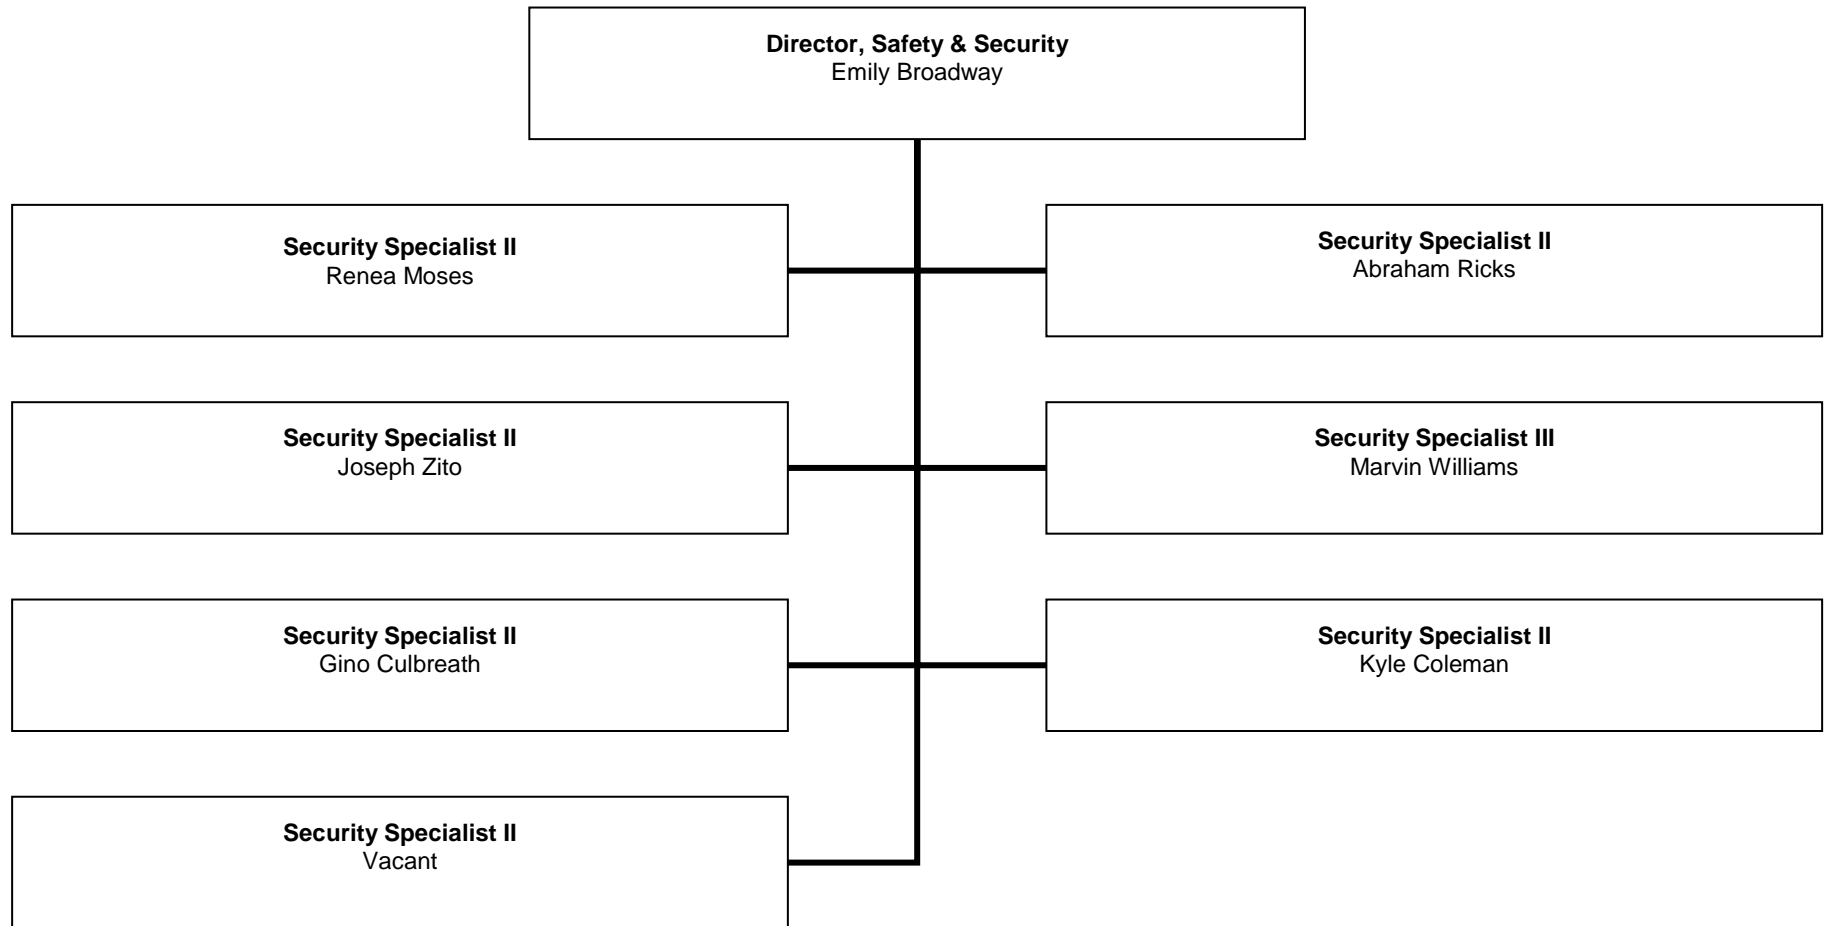 Director, Safety & Security
Emily Broadway
Security Specialist II
Renea Moses
Security Specialist II
Abraham Ricks
Security Specialist II
Joseph Zito
Security Specialist III
Marvin Williams
Security Specialist II
Gino Culbreath
Security Specialist II
Kyle Coleman
Security Specialist II
Vacant